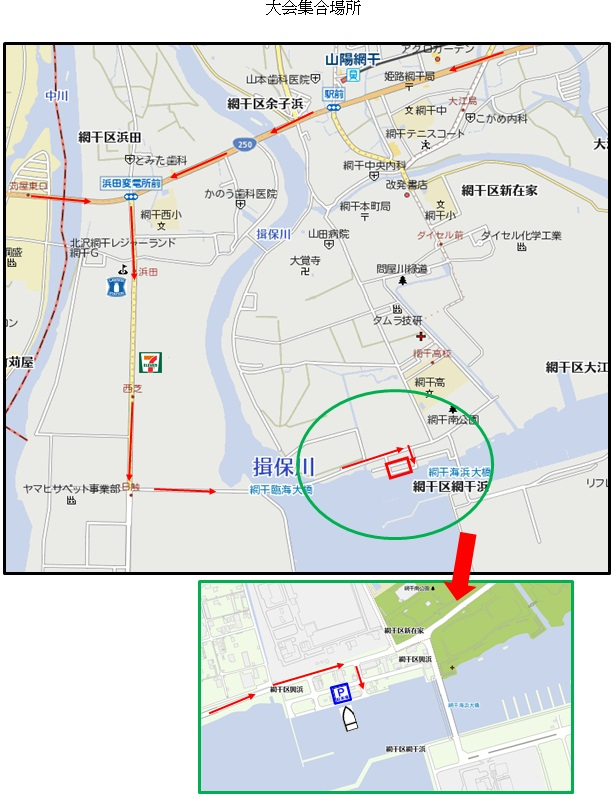 大会集合場所
アグロガーデン
山陽網干
山本歯科医院
姫路網干局
中川
駅前
大江島
網干区余子浜
網干中
こがめ内科
網干区浜田
網干テニスコート
250
とみた歯科
網干中央内科
浜田変電所前
改発書店
網干区新在家
かのう歯科医院
網干本町局
網干小
網干西小
揖保川
山田病院
ダイセル前
ダイセル化学工業
北沢網干レジャーランド
網干G
大覚寺
浜田
問屋川緑道
タムラ技研
7
ELEVEN
苅屋
網干高校
網干区大江
西芝
網干高
網干南公園
揖保川
網干海浜大橋
ヤマヒサペット事業部
網干臨海大橋
網干区網干浜
リフレ
網干南公園
網干区新在家
網干区興浜
網干区興浜
P
網干海浜大橋
網干区網干浜